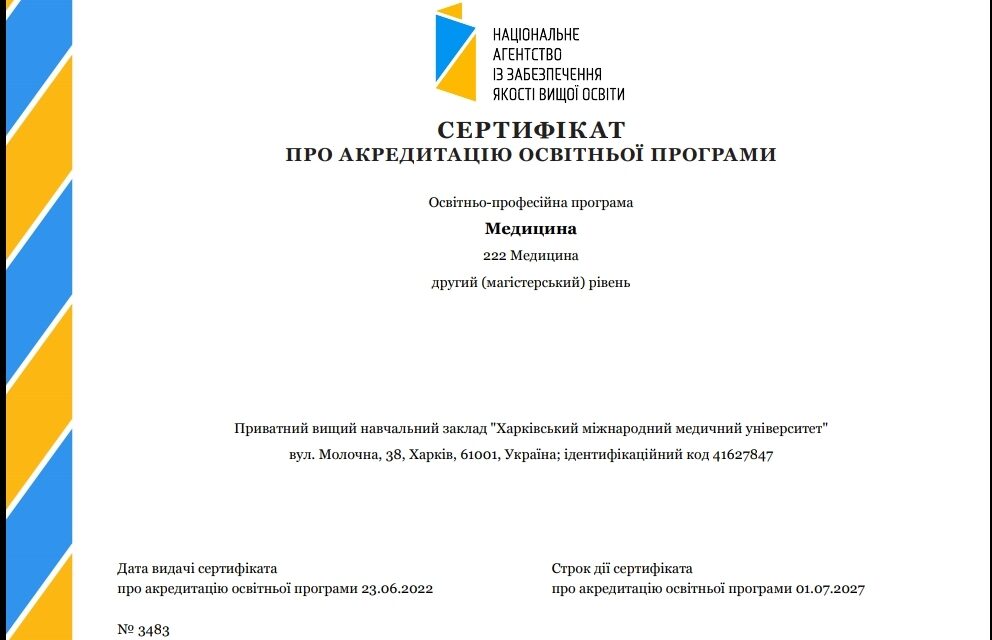 НАЦІОНАЛЬНЕ
АГЕНТСТВО
ІЗ ЗАБЕЗПЕЧЕННЯ
ЯКОСТІ ВИЩОЇ ОСВІТИ
СЕРТИФІКАТ
ПРО АКРЕДИТАЦІЮ ОСВІТНЬОЇ ПРОГРАМИ
Освітньо-професійна програма
Медицина
222 Медицина
другий (магістерський) рівень
Приватний вищий навчальний заклад "Харківський міжнародний медичний університет"
вул. Молочна, 38, Харків, 61001, Україна; ідентифікаційний код 41627847
Дата видачі сертифіката
про акредитацію освітньої програми 23.06.2022
Строк дії сертифіката
про акредитацію освітньої програми 01.07.2027
№ 3483